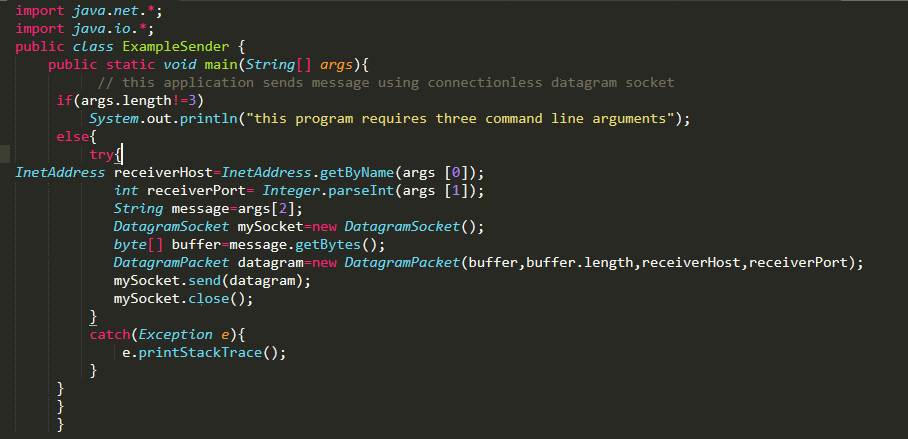 import java.net.*;
import java.io.*;
public class ExampleSender {
public static void main(String[] args){
// this application sends message using connectionless datagram socket
if(args.length!=3)
System.out.println("this program requires three command line arguments");
else{
try{
InetAddress receiverHost=InetAddress.getByName(args [0]);
int receiverPort= Integer.parseInt(args [1]);
String message=args[2];
DatagramSocket mySocket=new DatagramSocket();
byte[] buffer=message.getBytes();
DatagramPacket datagram=new DatagramPacket(buffer,buffer.length,receiverHost,receiverPort);
mySocket.send(datagram);
mySocket.close();
}
catch(Exception e){
e.printStackTrace();
}
}
}
}